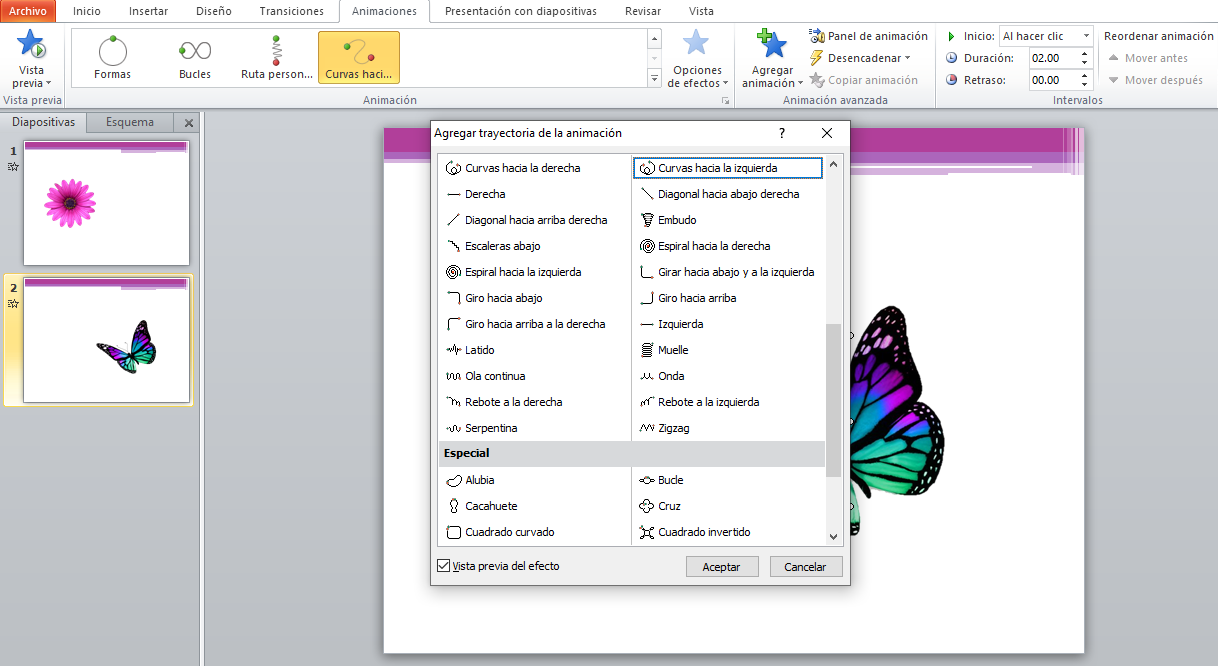 Archivo Inicio Insertar Diseño Transiciones Animaciones Presentación con diapositivas Revisar Vista
Vista previa
Formas Bucles Ruta person... Curvas haci...
Opciones de efectos
Agregar animación
Panel de animación
Desencadenar
Copiar animación
Inicio: Al hacer clic
Duración: 02.00
Retraso: 00.00
Reordenar animación
Mover antes
Mover después
Vista previa Animación Animación avanzada Intervalos
Diapositivas Esquema
1
2
Agregar trayectoria de la animación ?
Curvas hacia la derecha Curvas hacia la izquierda
Derecha Diagonal hacia abajo derecha
Diagonal hacia arriba derecha Embudo
Escaleras abajo Espiral hacia la derecha
Espiral hacia la izquierda Girar hacia abajo y a la izquierda
Giro hacia abajo Giro hacia arriba
Giro hacia arriba a la derecha Izquierda
Latido Muelle
Ola continua Onda
Rebote a la derecha Rebote a la izquierda
Serpentina Zigzag
Especial
Alubia Bucle
Cacahuete Cruz
Cuadrado curvado Cuadrado invertido
Vista previa del efecto Aceptar Cancelar